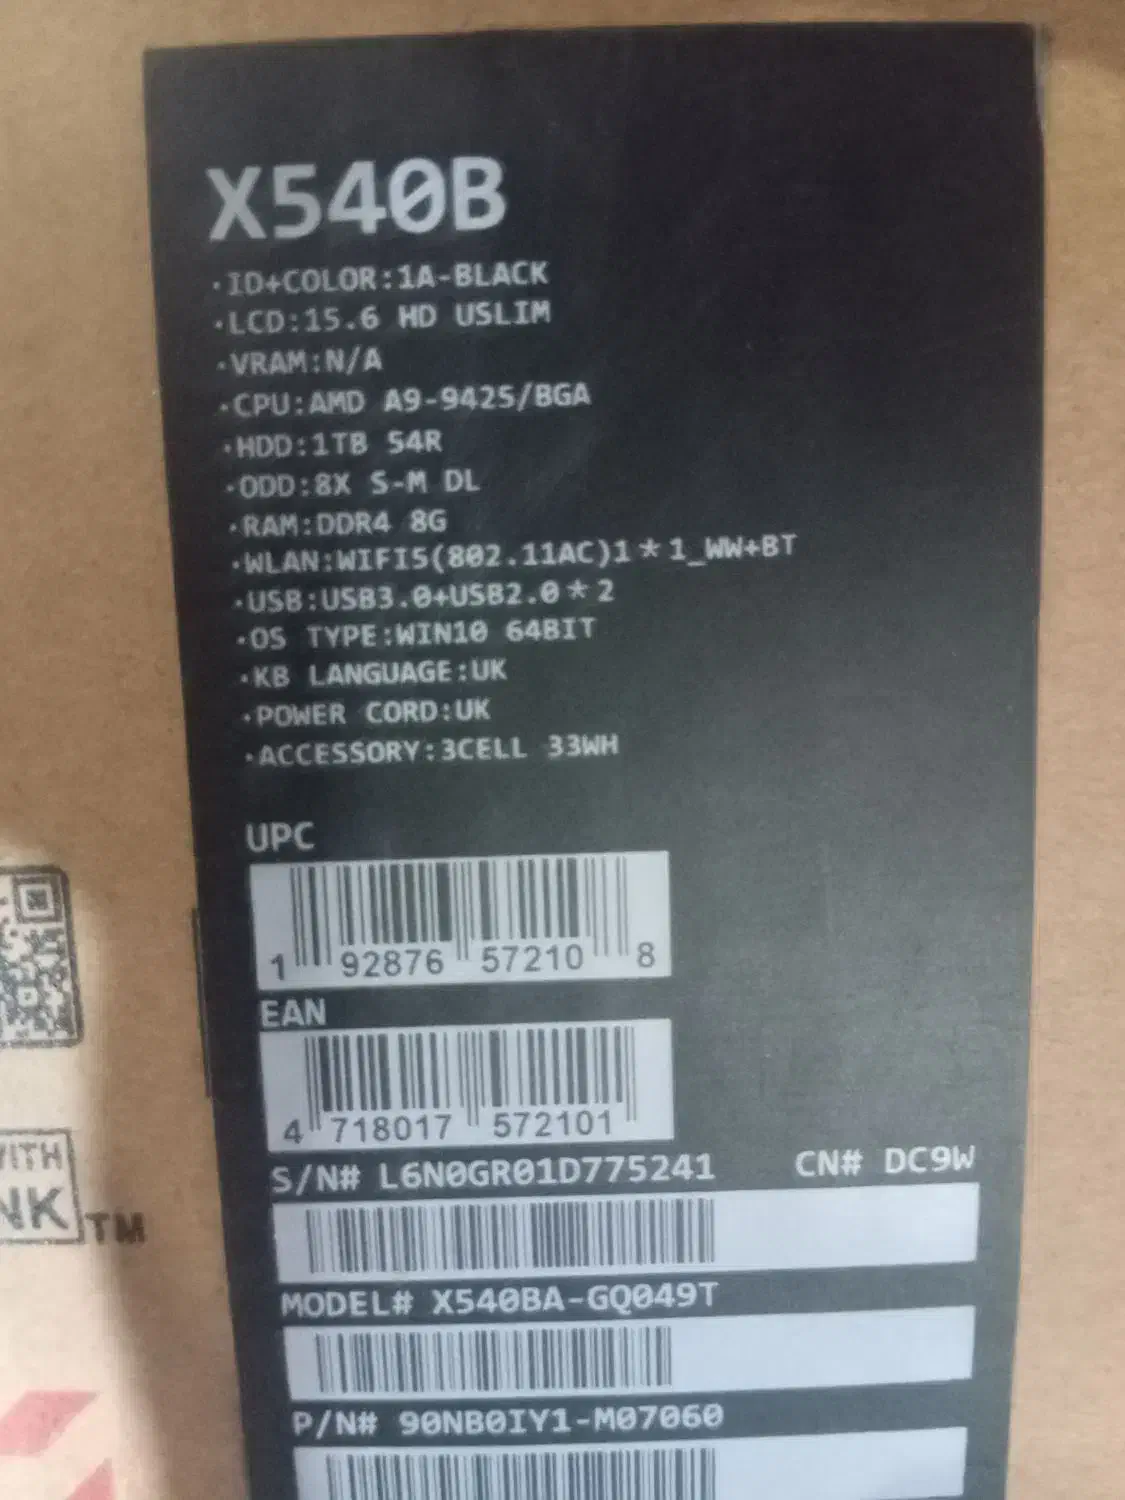 X540B
·ID+COLOR:1A-BLACK
·LCD:15.6 HD USLIM
·VRAM:N/A
·CPU:AMD A9-9425/BGA
·HDD:1TB 54R
·ODD:8X S-M DL
·RAM:DDR4 8G
·WLAN:WIFI5(802.11AC)1*1_WW+BT
·USB:USB3.0+USB2.0*2
·OS TYPE:WIN10 64BIT
·KB LANGUAGE:UK
·POWER CORD:UK
·ACCESSORY:3CELL 33WH
UPC
1 92876 57210 8
EAN
4 718017 572101
S/N# L6N0GR01D775241 CN# DC9W
MODEL# X540BA-GQ049T
P/N# 90NB0IY1-M07060
ITH
NK TM